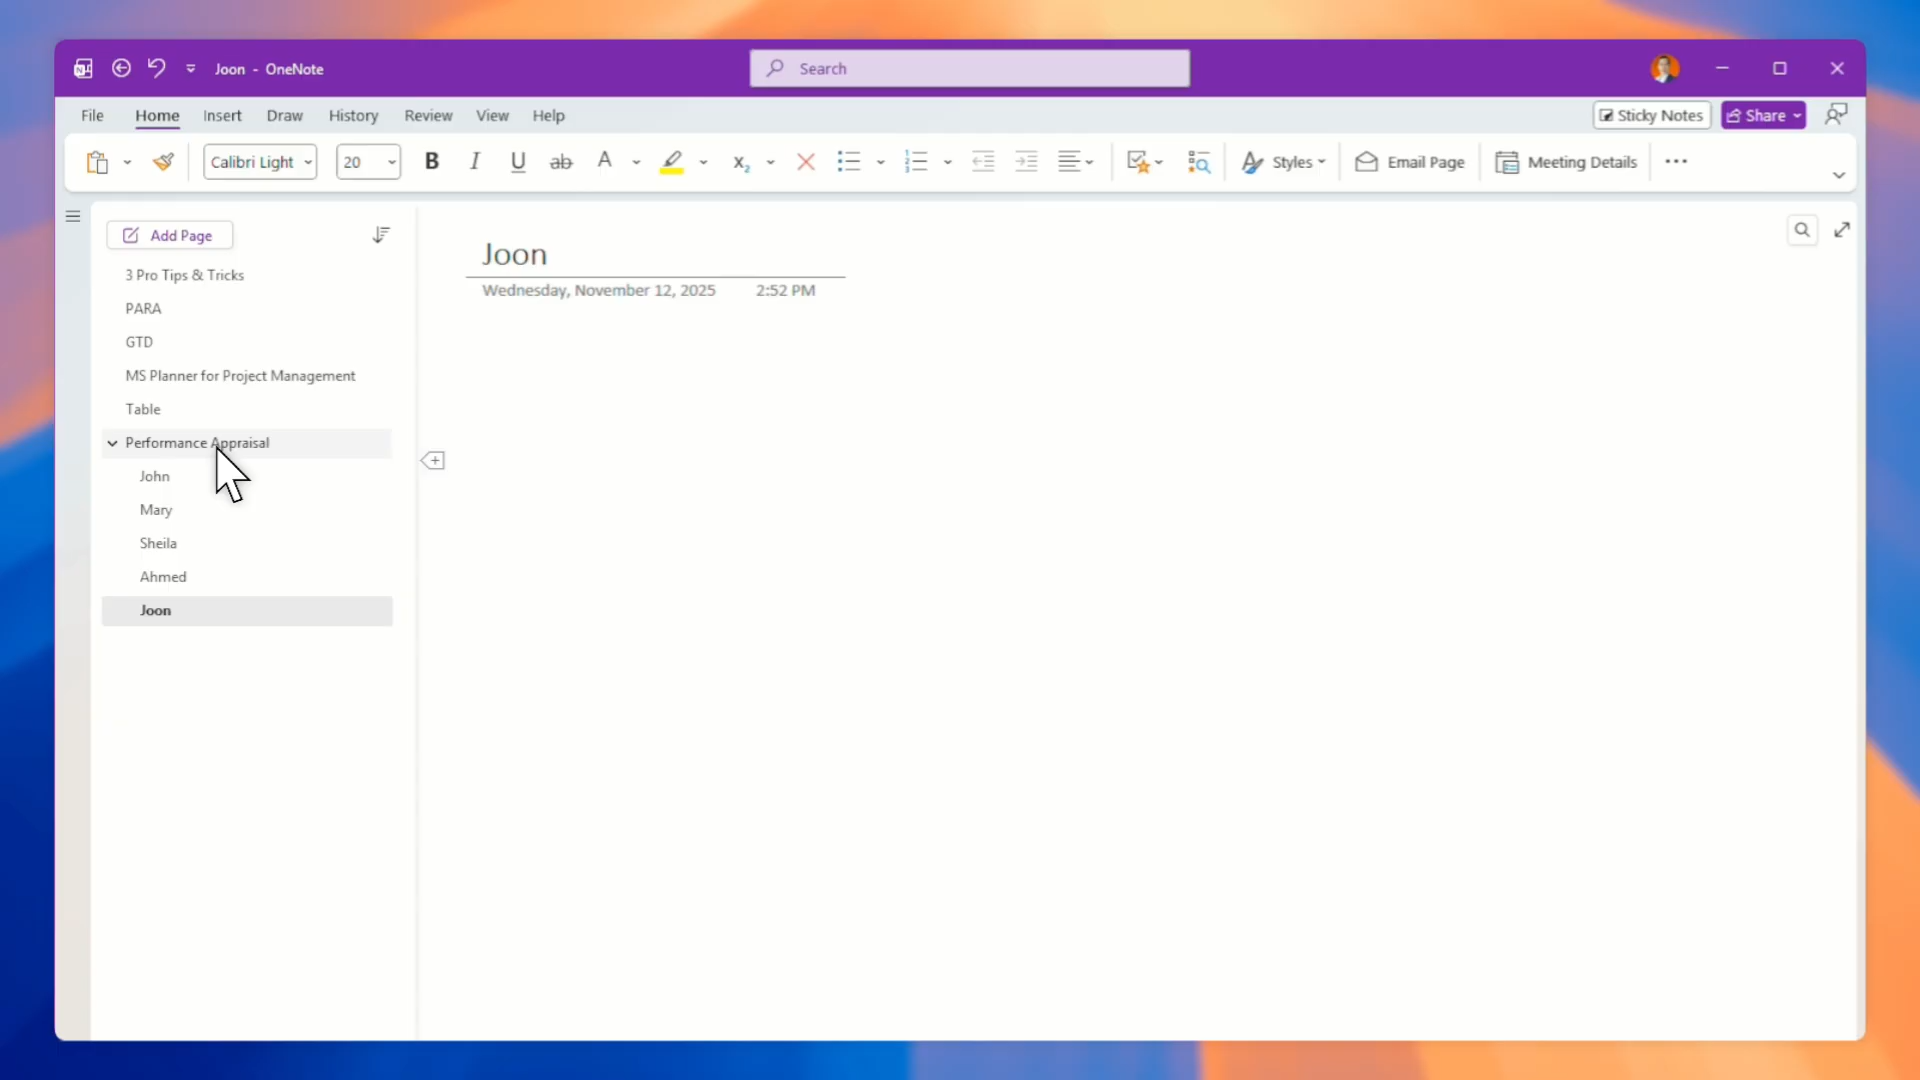 Joon - OneNote
Search
File Home Insert Draw History Review View Help
Sticky Notes Share
Calibri Light 20 B I U ab A x₂ Styles Email Page Meeting Details
Add Page
3 Pro Tips & Tricks
PARA
GTD
MS Planner for Project Management
Table
Performance Appraisal
John
Mary
Sheila
Ahmed
Joon
Joon
Wednesday, November 12, 2025 2:52 PM